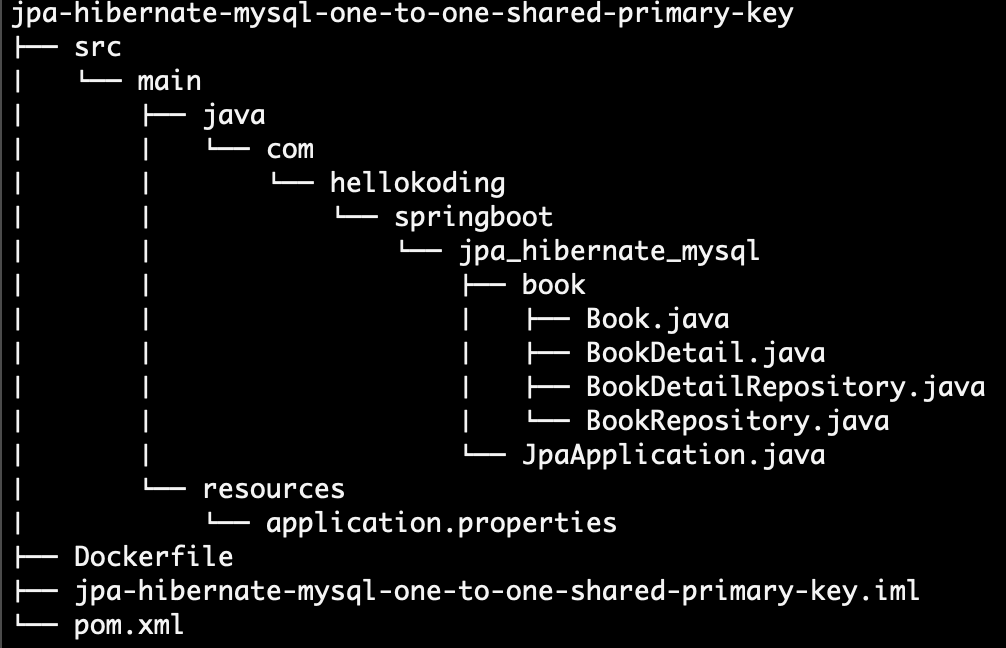 jpa-hibernate-mysql-one-to-one-shared-primary-key
├── src
│   └── main
│       ├── java
│       │   └── com
│       │       └── hellokoding
│       │           └── springboot
│       │               └── jpa_hibernate_mysql
│       │                   ├── book
│       │                   │   ├── Book.java
│       │                   │   ├── BookDetail.java
│       │                   │   ├── BookDetailRepository.java
│       │                   │   └── BookRepository.java
│       │                   └── JpaApplication.java
│       └── resources
│           └── application.properties
├── Dockerfile
├── jpa-hibernate-mysql-one-to-one-shared-primary-key.iml
└── pom.xml